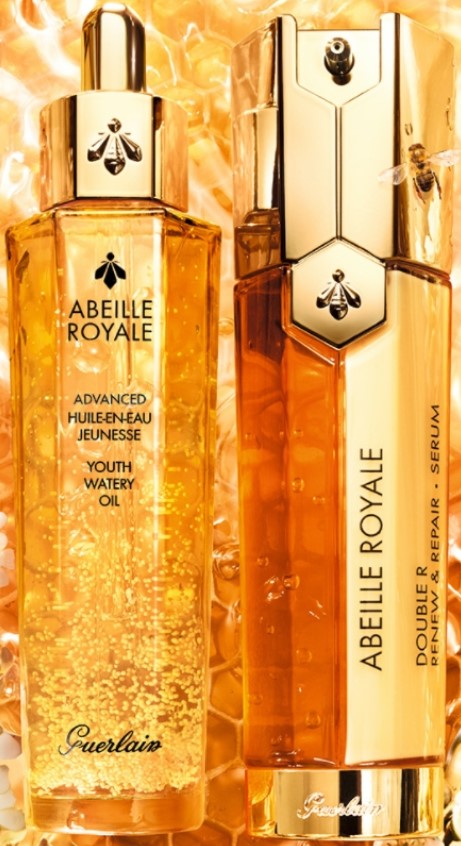 ABEILLE
ROYALE
ADVANCED
HUILE-EN-EAU
JEUNESSE
YOUTH
WATERY
OIL
Guerlain
ABEILLE ROYALE
DOUBLE R
RENEW & REPAIR - SERUM
Guerlain